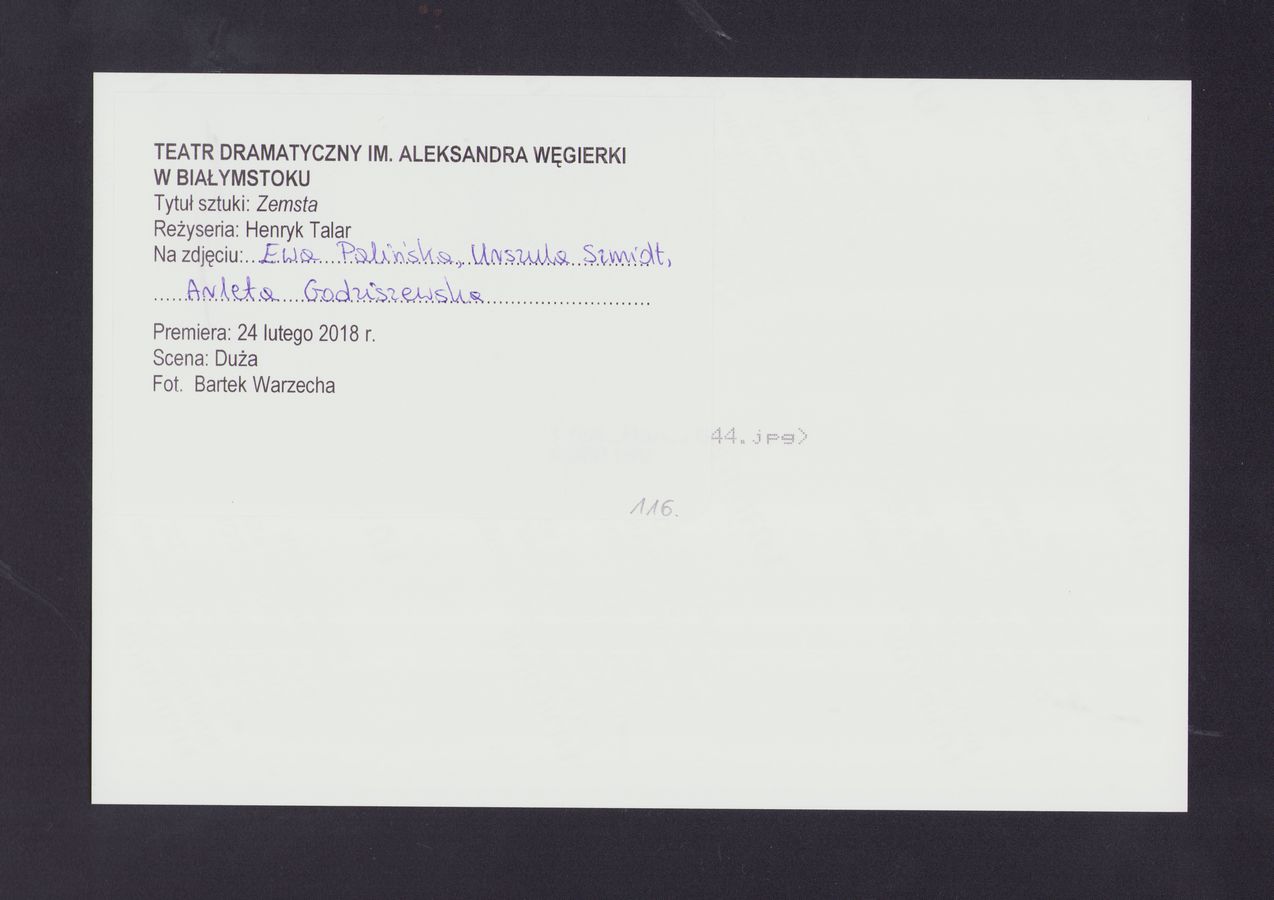 TEATR DRAMATYCZNY IM. ALEKSANDRA WĘGIERKI
W BIAŁYMSTOKU
Tytuł sztuki: Zemsta
Reżyseria: Henryk Talar
Na zdjęciu: Ewa Palińska, Urszula Szmidt,
Arleta Godziszewska
Premiera: 24 lutego 2018 r.
Scena: Duża
Fot. Bartek Warzecha
44.jpg>
116.